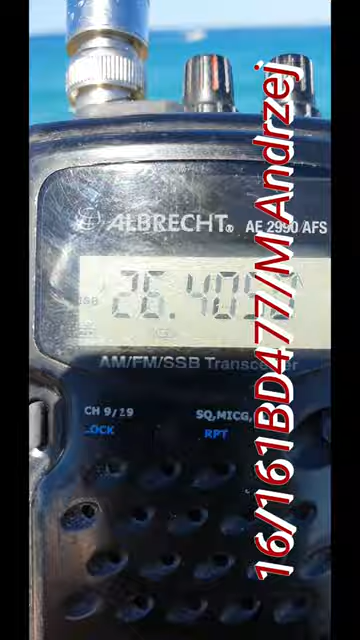 ALBRECHT®
AE 2990 AFS
26.4050
AM/FM/SSB Transceiver
CH 9/19
SQ,MICG,
LOCK
RPT
16/161BD477/M Andrzej